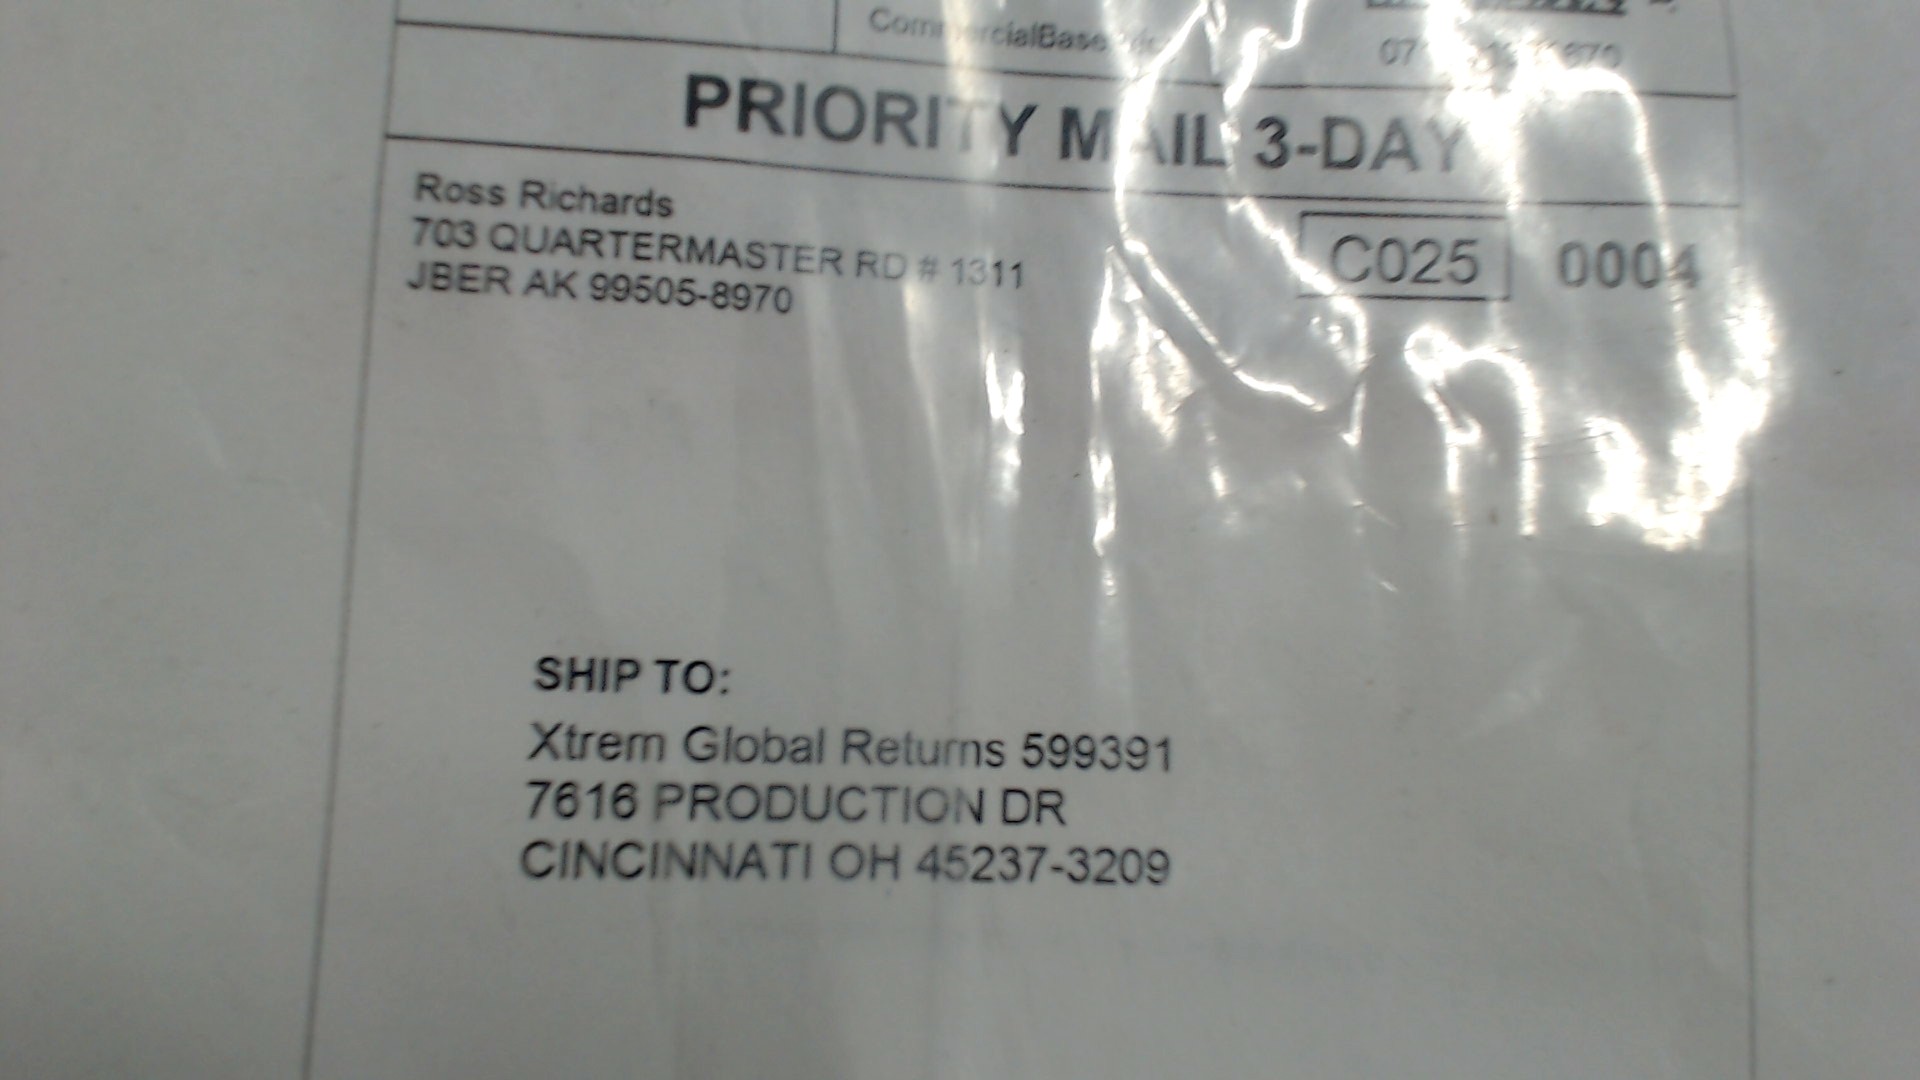 PRIORITY MAIL 3-DAY
Ross Richards
703 QUARTERMASTER RD # 1311
JBER AK 99505-8970
C025 0004
SHIP TO:
Xtrem Global Returns 599391
7616 PRODUCTION DR
CINCINNATI OH 45237-3209